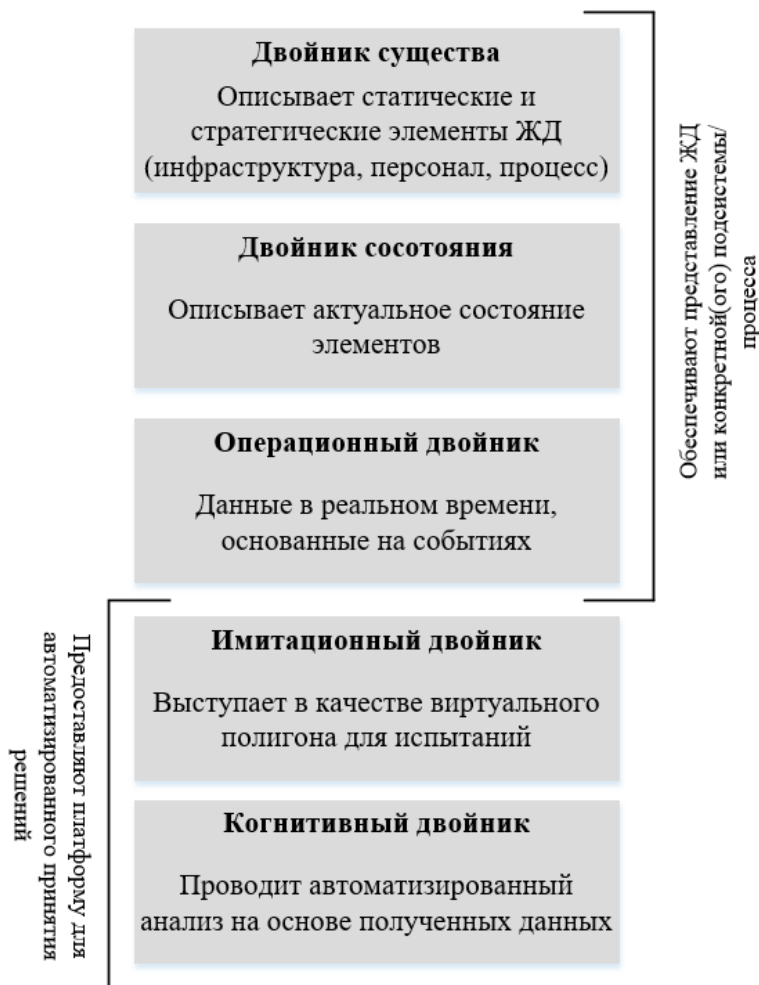 Двойник существа
Описывает статические и
стратегические элементы ЖД
(инфраструктура, персонал, процесс)
Двойник сосотояния
Описывает актуальное состояние
элементов
Операционный двойник
Данные в реальном времени,
основанные на событиях
Обеспечивают представление ЖД
или конкретной(ого) подсистемы/
процесса
Имитационный двойник
Выступает в качестве виртуального
полигона для испытаний
Когнитивный двойник
Проводит автоматизированный
анализ на основе полученных данных
Предоставляют платформу для
автоматизированного принятия
решений